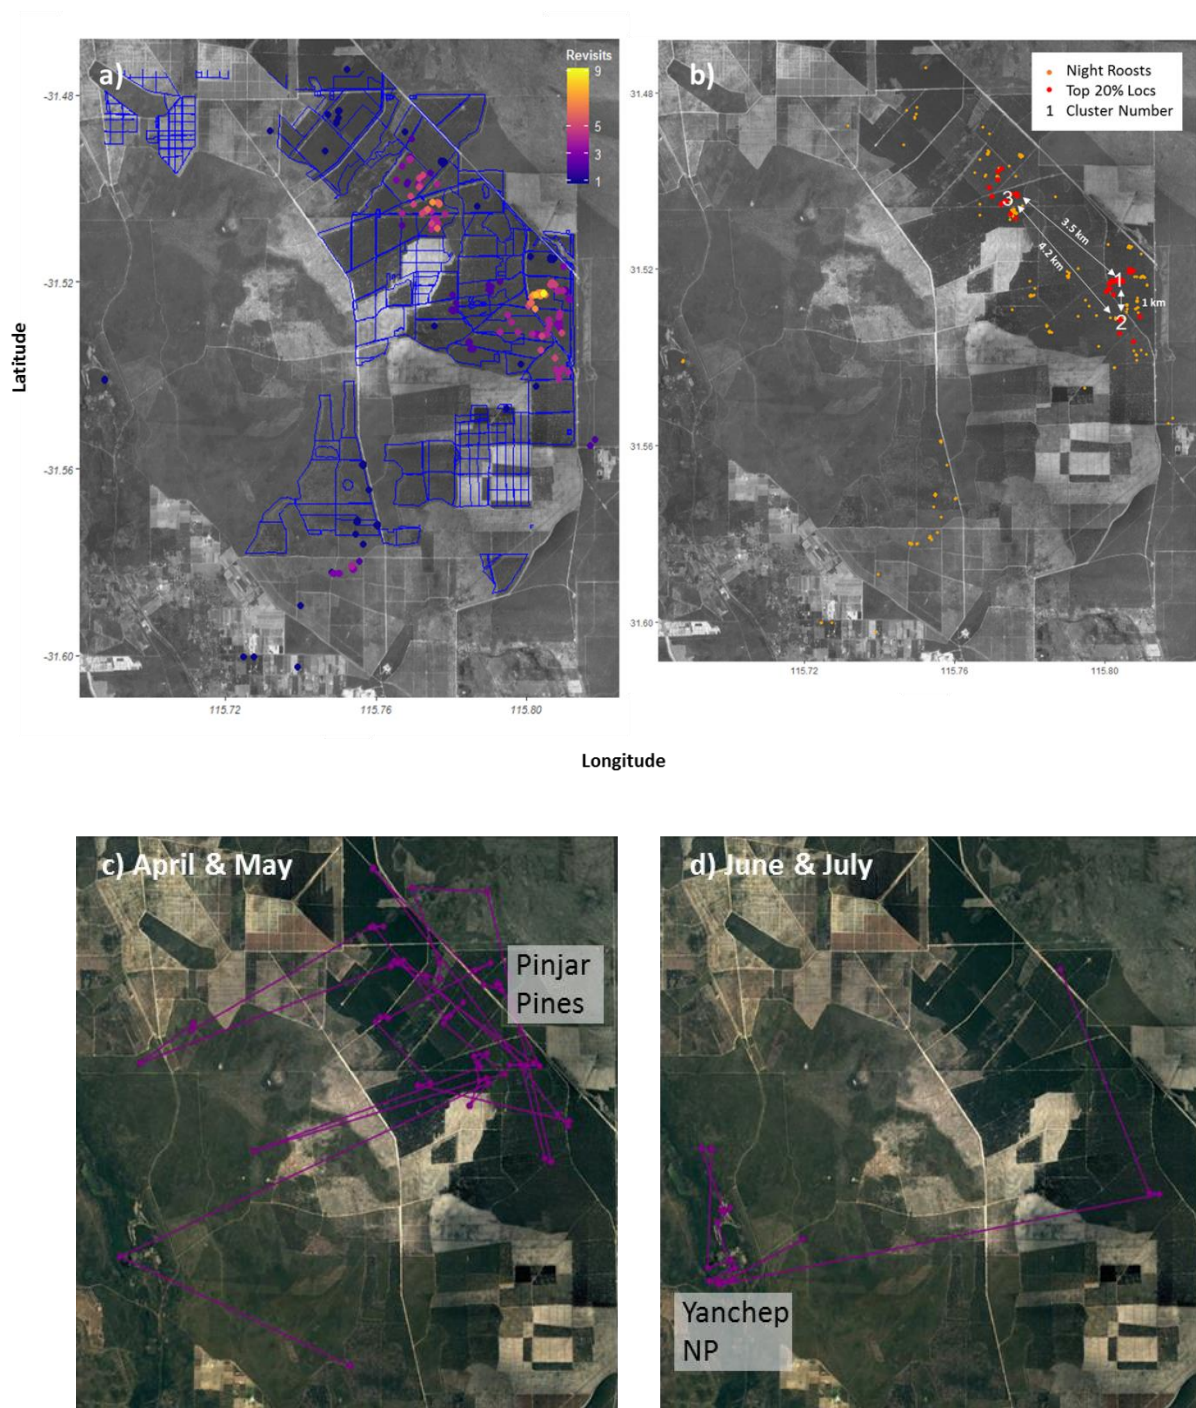 a)
Revisits
9
5
3
1
-31.48
-31.52
-31.56
-31.60
115.72
115.76
115.80
Latitude
b)
Night Roosts
Top 20% Locs
1 Cluster Number
31.48
31.52
31.56
31.60
3
3.5 km
4.2 km
1
1 km
2
115.72
115.76
115.80
Longitude
c) April & May
Pinjar
Pines
d) June & July
Yanchep
NP